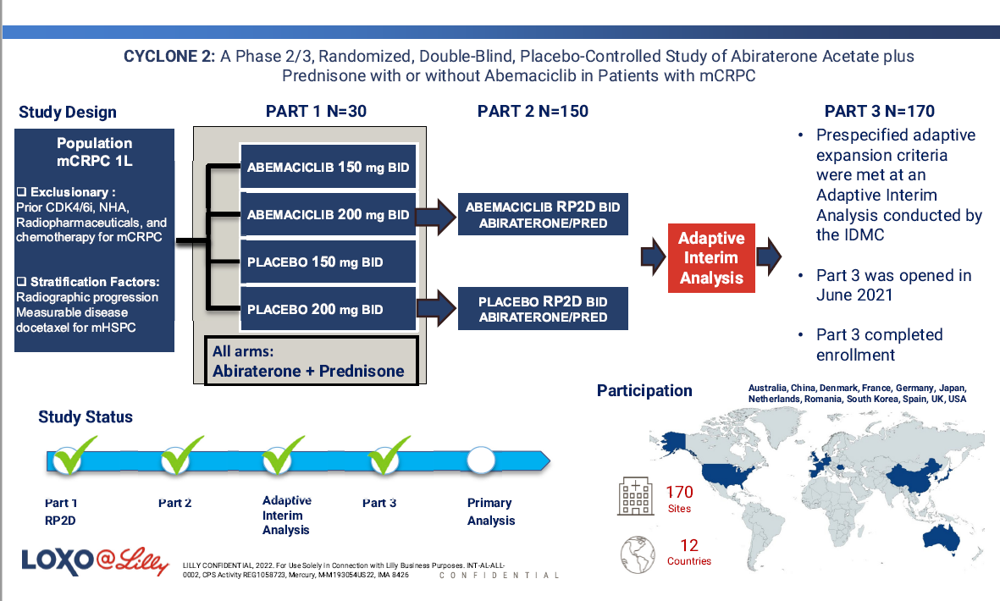 CYCLONE 2: A Phase 2/3, Randomized, Double-Blind, Placebo-Controlled Study of Abiraterone Acetate plus
Prednisone with or without Abemaciclib in Patients with mCRPC
Study Design
PART 1 N=30
PART 2 N=150
PART 3 N=170
Population
mCRPC 1L
❑ Exclusionary :
Prior CDK4/6i, NHA,
Radiopharmaceuticals, and
chemotherapy for mCRPC
❑ Stratification Factors:
Radiographic progression
Measurable disease
docetaxel for mHSPC
ABEMACICLIB 150 mg BID
ABEMACICLIB 200 mg BID
PLACEBO 150 mg BID
PLACEBO 200 mg BID
All arms:
Abiraterone + Prednisone
ABEMACICLIB RP2D BID
ABIRATERONE/PRED
PLACEBO RP2D BID
ABIRATERONE/PRED
Adaptive
Interim
Analysis
• Prespecified adaptive
expansion criteria
were met at an
Adaptive Interim
Analysis conducted by
the IDMC
• Part 3 was opened in
June 2021
• Part 3 completed
enrollment
Participation
Australia, China, Denmark, France, Germany, Japan,
Netherlands, Romania, South Korea, Spain, UK, USA
170
Sites
12
Countries
Study Status
Part 1
RP2D
Part 2
Adaptive
Interim
Analysis
Part 3
Primary
Analysis
LOXO@Lilly
LILLY CONFIDENTIAL, 2022. For Use Solely in Connection with Lilly Business Purposes. INT-AL-ALL-
0002, CPS Activity REG1058723, Mercury, M-M193054US22, IMA 8426
CONFIDENTIAL